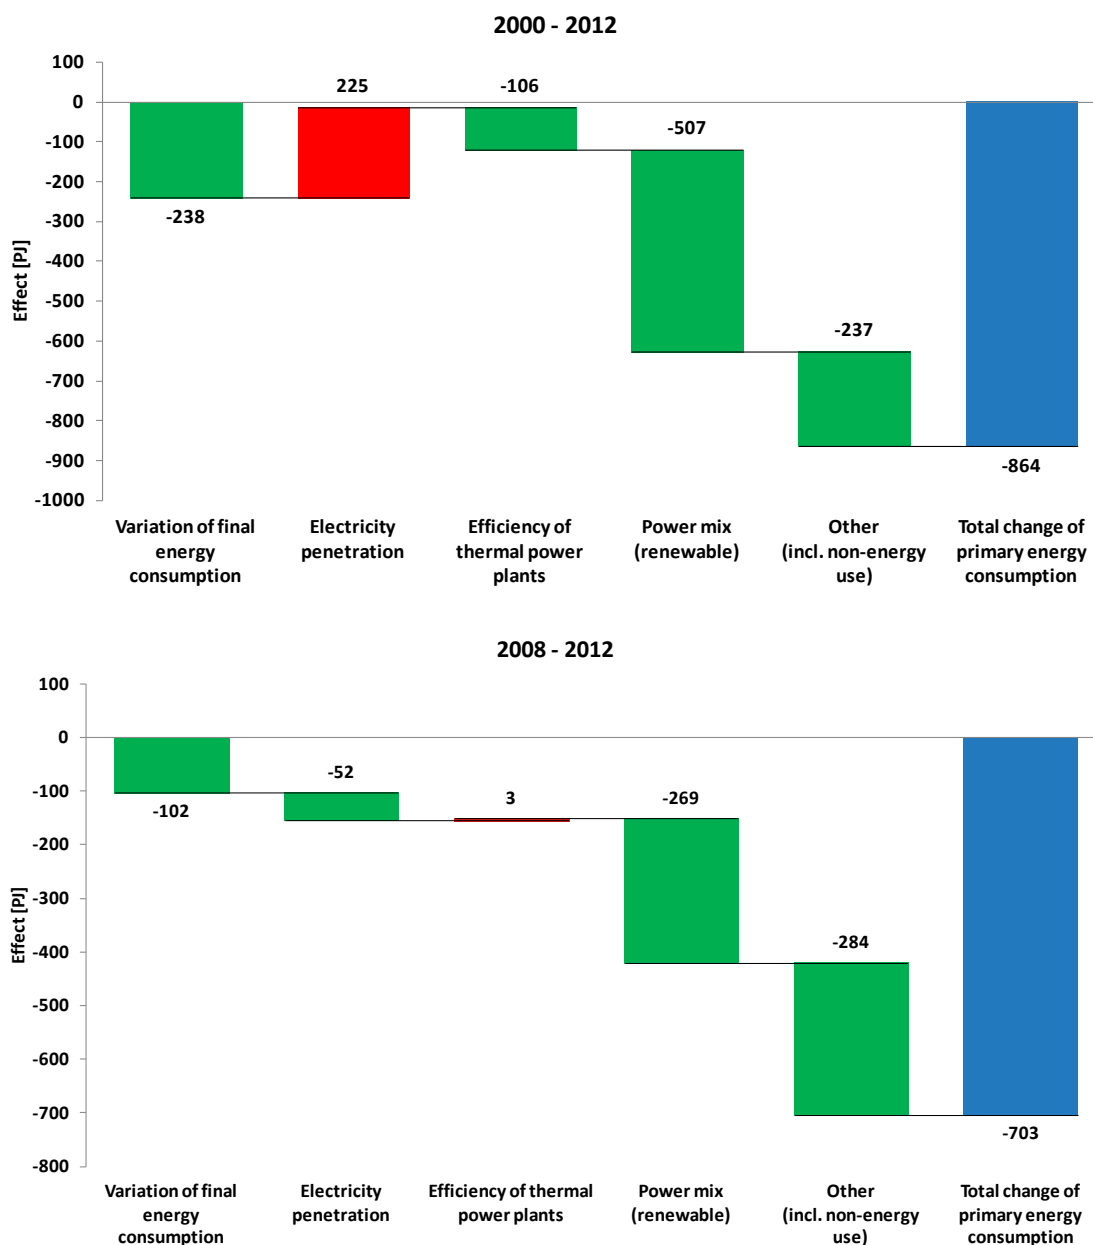 2000 - 2012
Effect [PJ]
100
0
-100
-200
-300
-400
-500
-600
-700
-800
-900
-1000
-238
225
-106
-507
-237
-864
Variation of final
energy
consumption
Electricity
penetration
Efficiency of
thermal power
plants
Power mix
(renewable)
Other
(incl. non-energy
use)
Total change of
primary energy
consumption
2008 - 2012
Effect [PJ]
100
0
-100
-200
-300
-400
-500
-600
-700
-800
-102
-52
3
-269
-284
-703
Variation of final
energy
consumption
Electricity
penetration
Efficiency of thermal
power plants
Power mix
(renewable)
Other
(incl. non-energy
use)
Total change of
primary energy
consumption